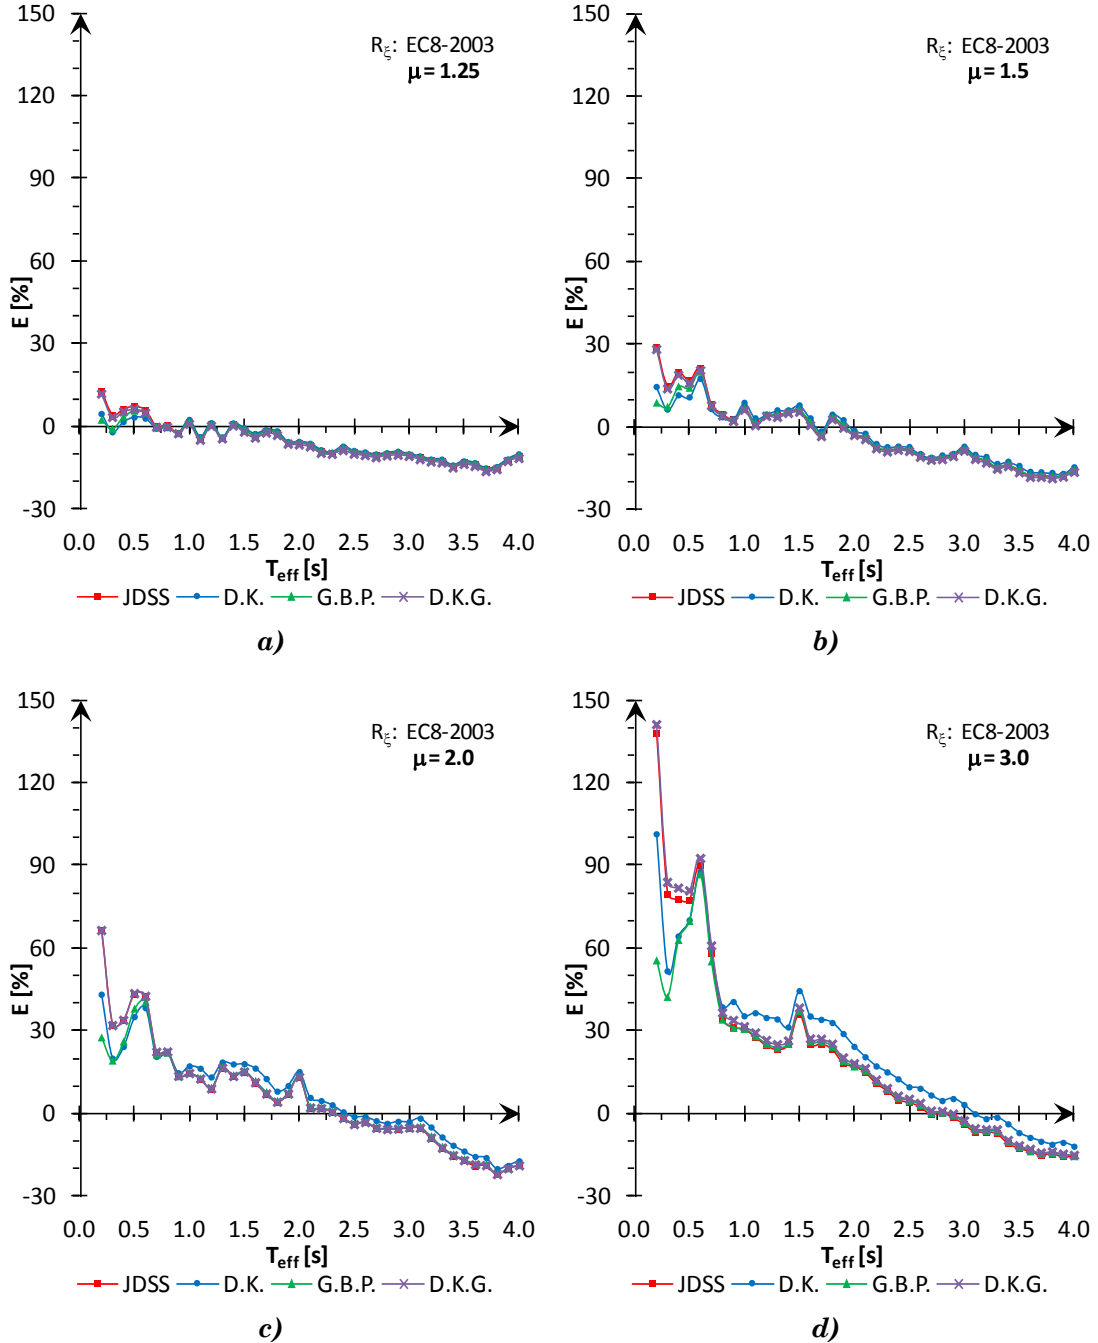 150
120
90
60
30
0
-30
E [%]
Rξ: EC8-2003
μ = 1.25
0.0 0.5 1.0 1.5 2.0 2.5 3.0 3.5 4.0
Teff [s]
JDSS D.K. G.B.P. D.K.G.
a)
150
120
90
60
30
0
-30
E [%]
Rξ: EC8-2003
μ = 1.5
0.0 0.5 1.0 1.5 2.0 2.5 3.0 3.5 4.0
Teff [s]
JDSS D.K. G.B.P. D.K.G.
b)
150
120
90
60
30
0
-30
E [%]
Rξ: EC8-2003
μ = 2.0
0.0 0.5 1.0 1.5 2.0 2.5 3.0 3.5 4.0
Teff [s]
JDSS D.K. G.B.P. D.K.G.
c)
150
120
90
60
30
0
-30
E [%]
Rξ: EC8-2003
μ = 3.0
0.0 0.5 1.0 1.5 2.0 2.5 3.0 3.5 4.0
Teff [s]
JDSS D.K. G.B.P. D.K.G.
d)